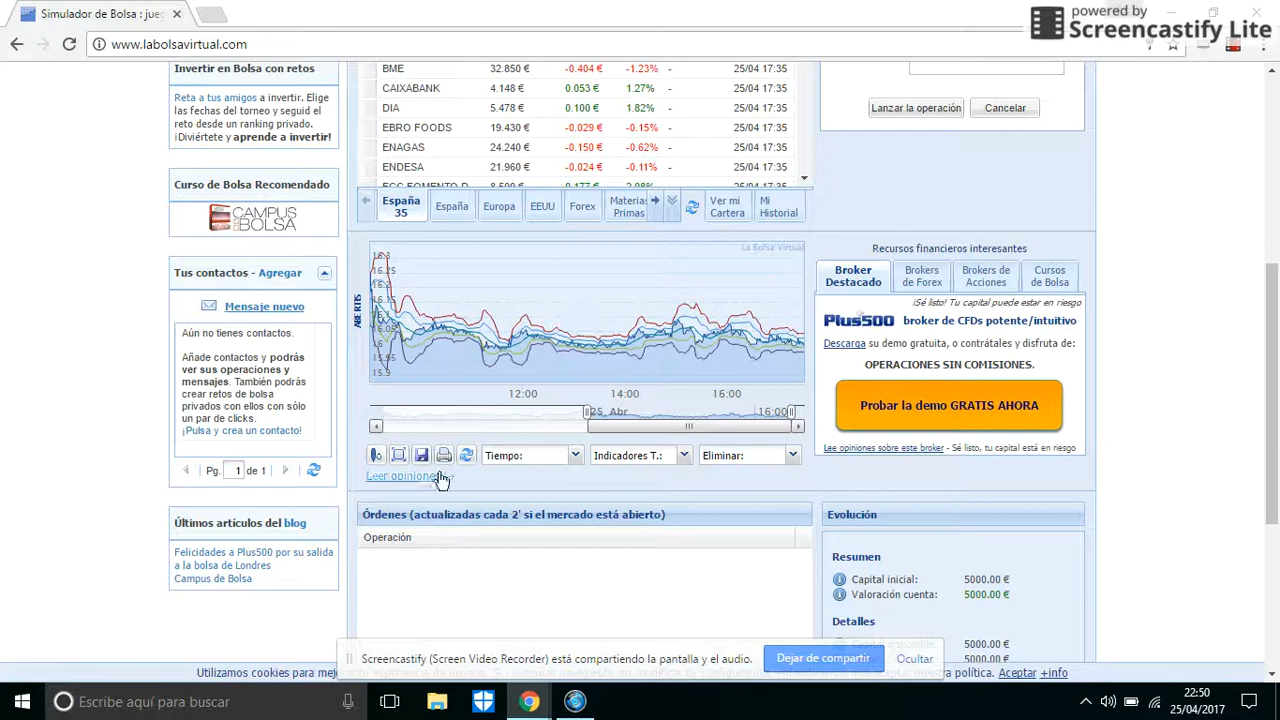 Simulador de Bolsa : jueg
powered by
Screencastify Lite
www.labolsavirtual.com
Invertir en Bolsa con retos
Reta a tus amigos a invertir. Elige
las fechas del torneo y seguid el
reto desde un ranking privado.
¡Diviértete y aprende a invertir!
Curso de Bolsa Recomendado
CAMPUS
DE BOLSA
Tus contactos - Agregar
Mensaje nuevo
Aún no tienes contactos.
Añade contactos y podrás
ver sus operaciones y
mensajes. También podrás
crear retos de bolsa
privados con ellos con sólo
un par de clicks.
¡Pulsa y crea un contacto!
Pg. 1 de 1
Últimos artículos del blog
Felicidades a Plus500 por su salida
a la bolsa de Londres
Campus de Bolsa
BME 32.850 € -0.404 € -1.23% - 25/04 17:35
CAIXABANK 4.148 € 0.053 € 1.27% - 25/04 17:35
DIA 5.478 € 0.100 € 1.82% - 25/04 17:35
EBRO FOODS 19.430 € -0.029 € -0.15% - 25/04 17:35
ENAGAS 24.240 € -0.150 € -0.62% - 25/04 17:35
ENDESA 21.960 € -0.024 € -0.11% - 25/04 17:35
España
35
España
Europa
EEUU
Forex
Materias
Primas
Ver mi
Cartera
Mi
Historial
La Bolsa Virtual
ABERTIS
16.3
16.25
16.05
15.95
15.9
12:00 14:00 16:00
25. Abr 16:00
Tiempo:
Indicadores T.:
Eliminar:
Leer opiniones
Órdenes (actualizadas cada 2' si el mercado está abierto)
Operación
Lanzar la operación
Cancelar
Recursos financieros interesantes
Broker
Destacado
Brokers
de Forex
Brokers de
Acciones
Cursos
de Bolsa
¡Sé listo! Tu capital puede estar en riesgo
Plus500 broker de CFDs potente/intuitivo
Descarga su demo gratuita, o contrátales y disfruta de:
OPERACIONES SIN COMISIONES.
Probar la demo GRATIS AHORA
Lee opiniones sobre este broker - Sé listo, tu capital está en riesgo
Evolución
Resumen
Capital inicial: 5000.00 €
Valoración cuenta: 5000.00 €
Detalles
5000.00 €
Screencastify (Screen Video Recorder) está compartiendo la pantalla y el audio.
Dejar de compartir
Ocultar
Utilizamos cookies para
política. Aceptar +info
Escribe aquí para buscar
22:50
25/04/2017